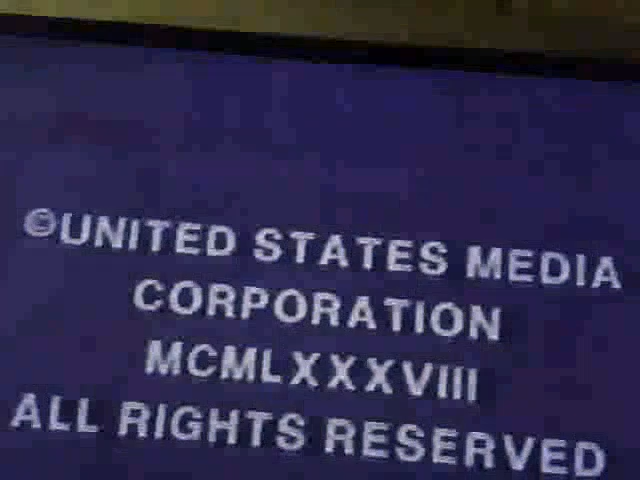 ©UNITED STATES MEDIA
CORPORATION
MCMLXXXVIII
ALL RIGHTS RESERVED